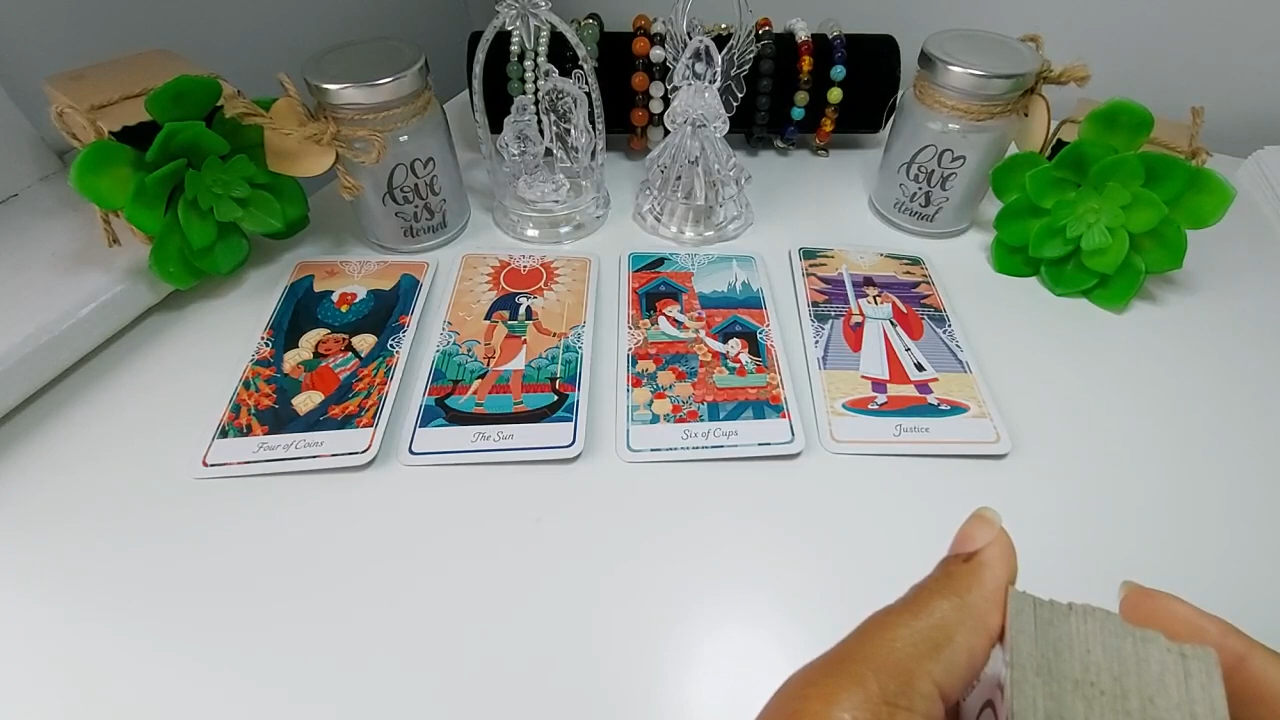 love
is
eternal
love
is
eternal
Four of Coins
The Sun
Six of Cups
Justice